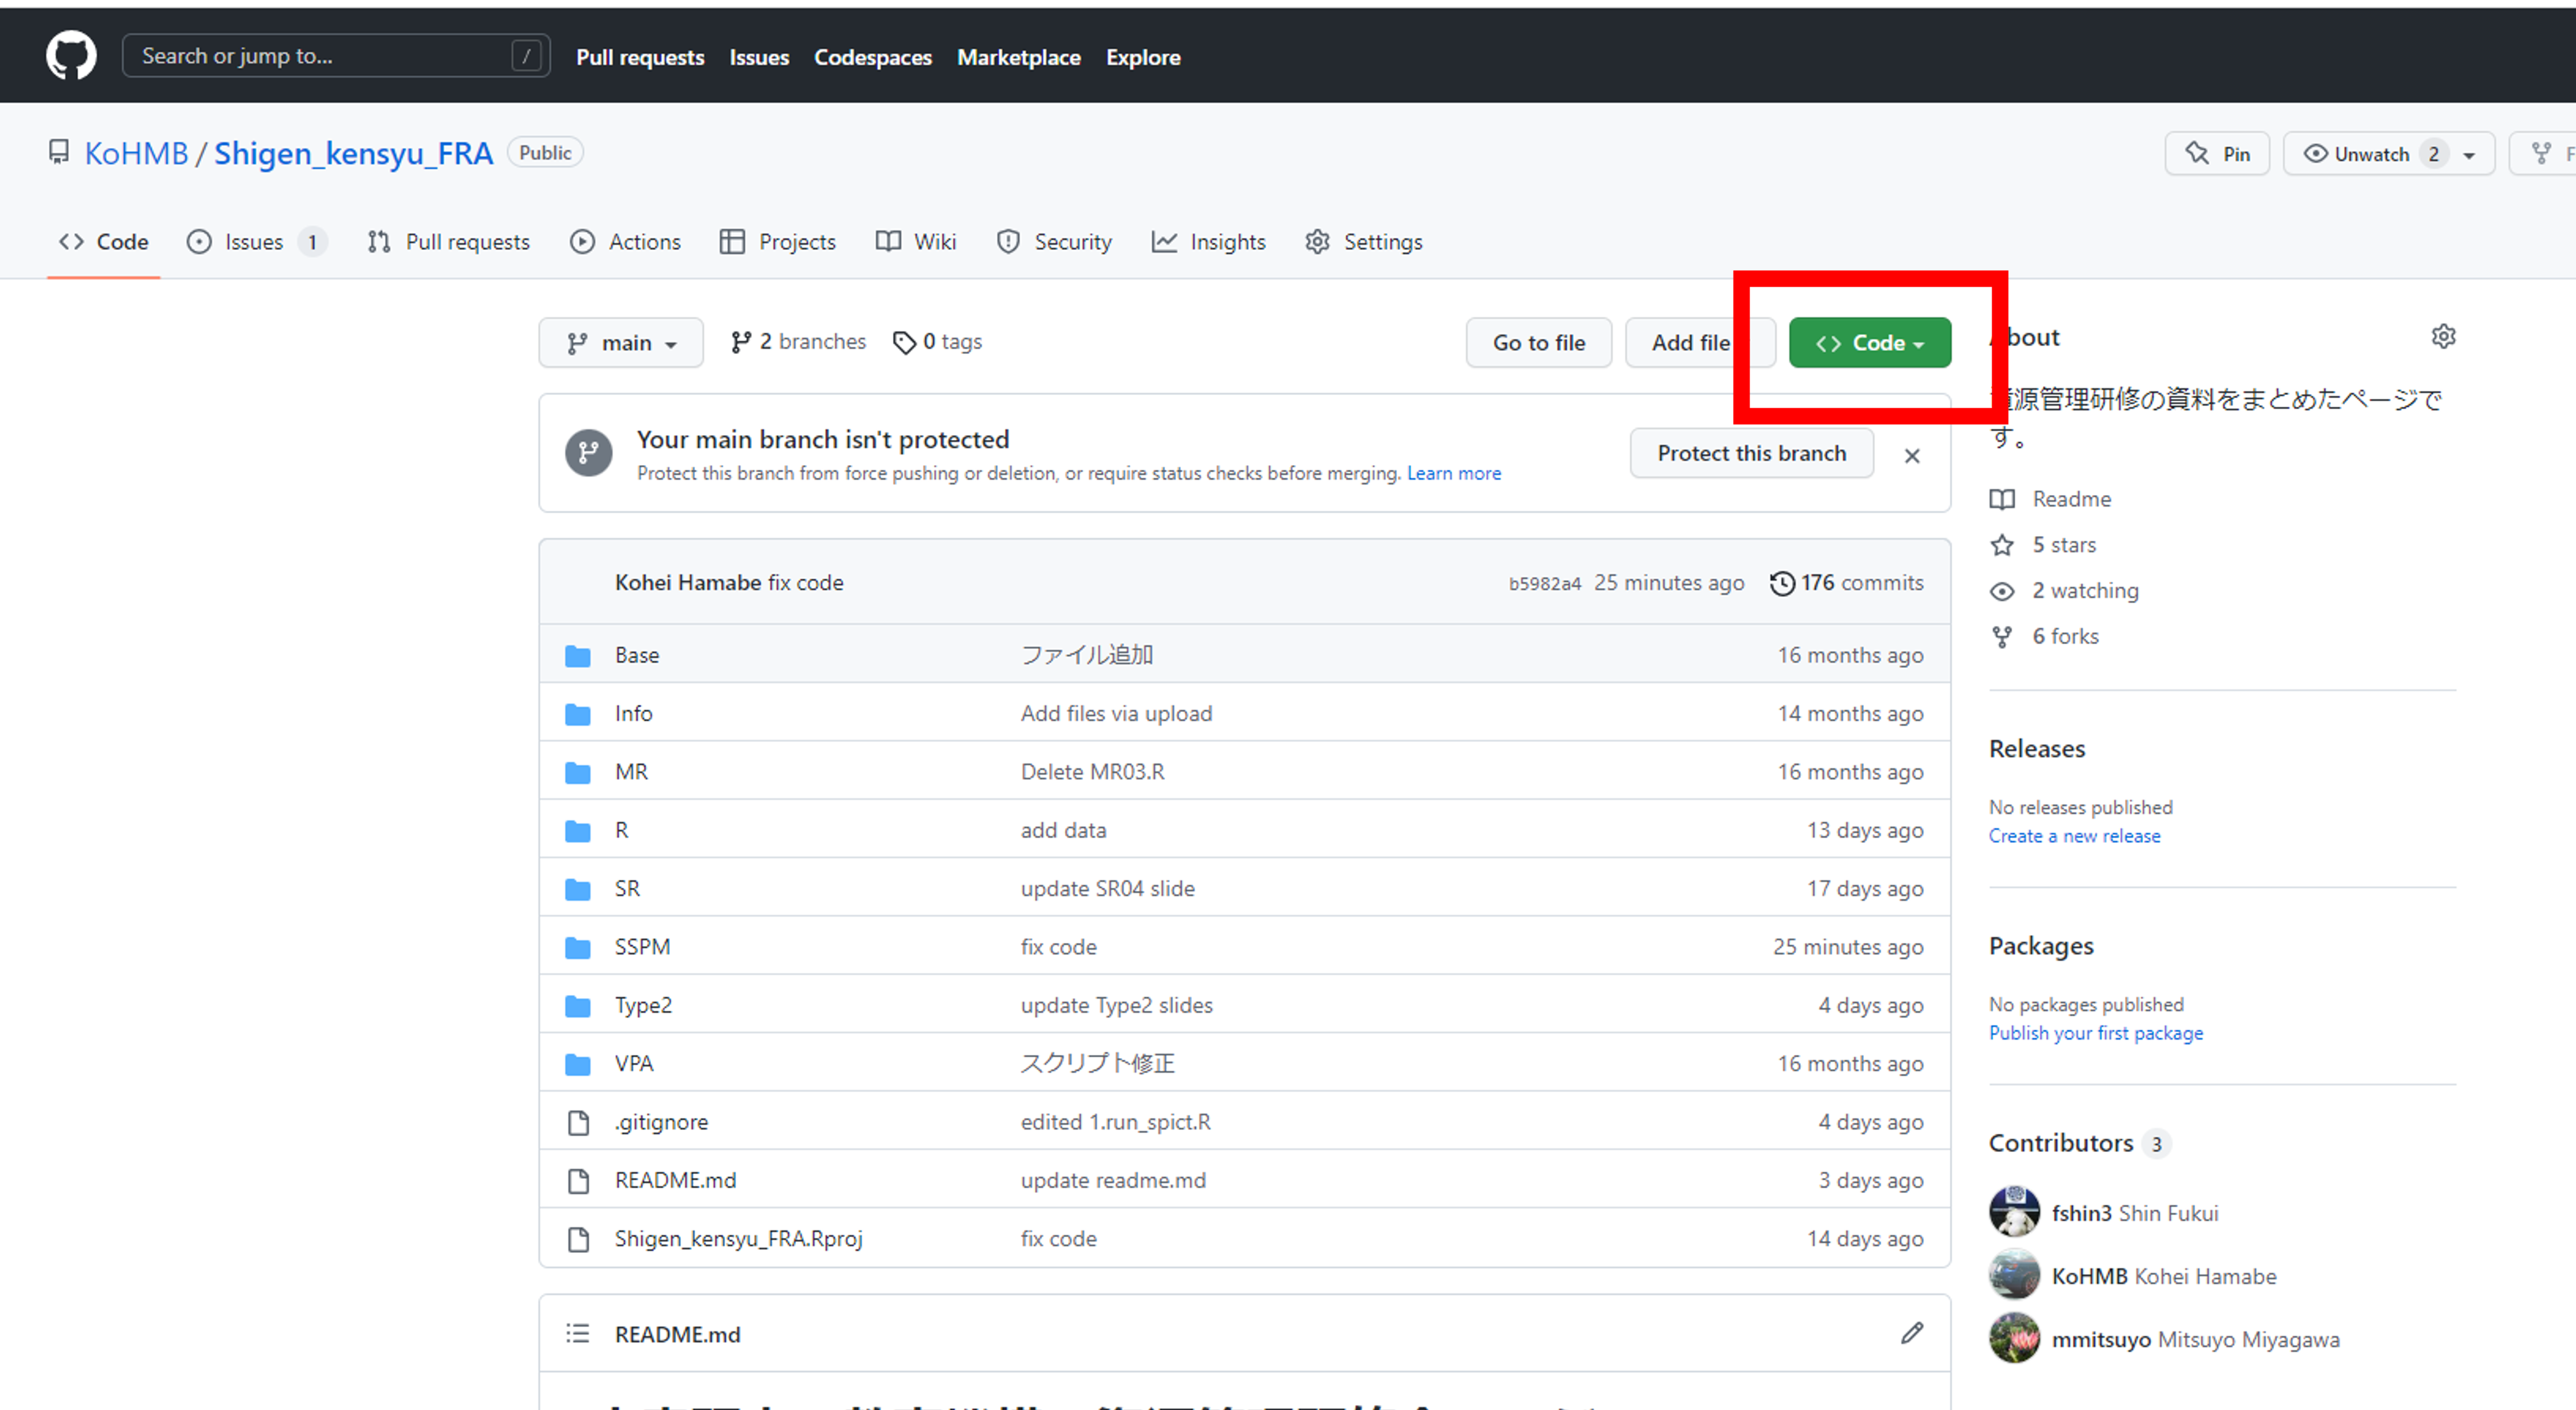 Search or jump to... /
Pull requests Issues Codespaces Marketplace Explore
KoHMB / Shigen_kensyu_FRA Public
Pin Unwatch 2
Code Issues 1 Pull requests Actions Projects Wiki Security Insights Settings
main 2 branches 0 tags Go to file Add file Code
Your main branch isn't protected
Protect this branch from force pushing or deletion, or require status checks before merging. Learn more
Protect this branch
Kohei Hamabe fix code b5982a4 25 minutes ago 176 commits
Base ファイル追加 16 months ago
Info Add files via upload 14 months ago
MR Delete MR03.R 16 months ago
R add data 13 days ago
SR update SR04 slide 17 days ago
SSPM fix code 25 minutes ago
Type2 update Type2 slides 4 days ago
VPA スクリプト修正 16 months ago
.gitignore edited 1.run_spict.R 4 days ago
README.md update readme.md 3 days ago
Shigen_kensyu_FRA.Rproj fix code 14 days ago
README.md
About
資源管理研修の資料をまとめたページで
す。
Readme
5 stars
2 watching
6 forks
Releases
No releases published
Create a new release
Packages
No packages published
Publish your first package
Contributors 3
fshin3 Shin Fukui
KoHMB Kohei Hamabe
mmitsuyo Mitsuyo Miyagawa